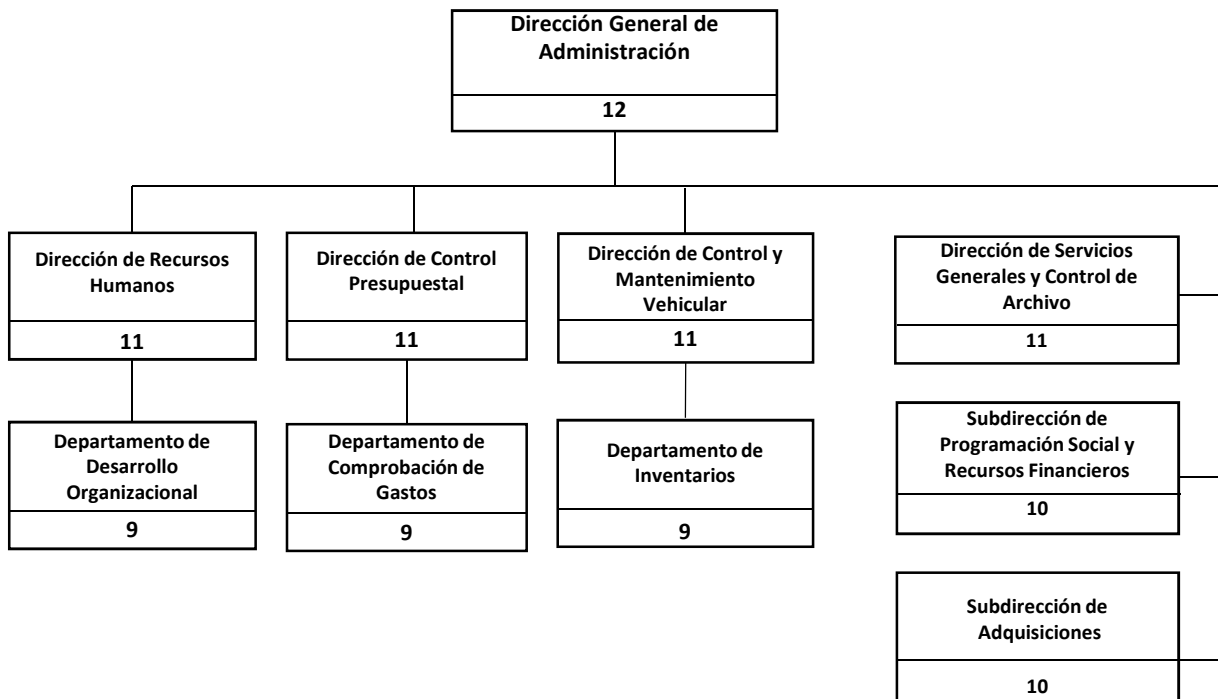 Dirección General de
Administración
12
Dirección de Recursos
Humanos
11
Dirección de Control
Presupuestal
11
Dirección de Control y
Mantenimiento
Vehicular
11
Dirección de Servicios
Generales y Control de
Archivo
11
Departamento de
Desarrollo
Organizacional
9
Departamento de
Comprobación de
Gastos
9
Departamento de
Inventarios
9
Subdirección de
Programación Social y
Recursos Financieros
10
Subdirección de
Adquisiciones
10